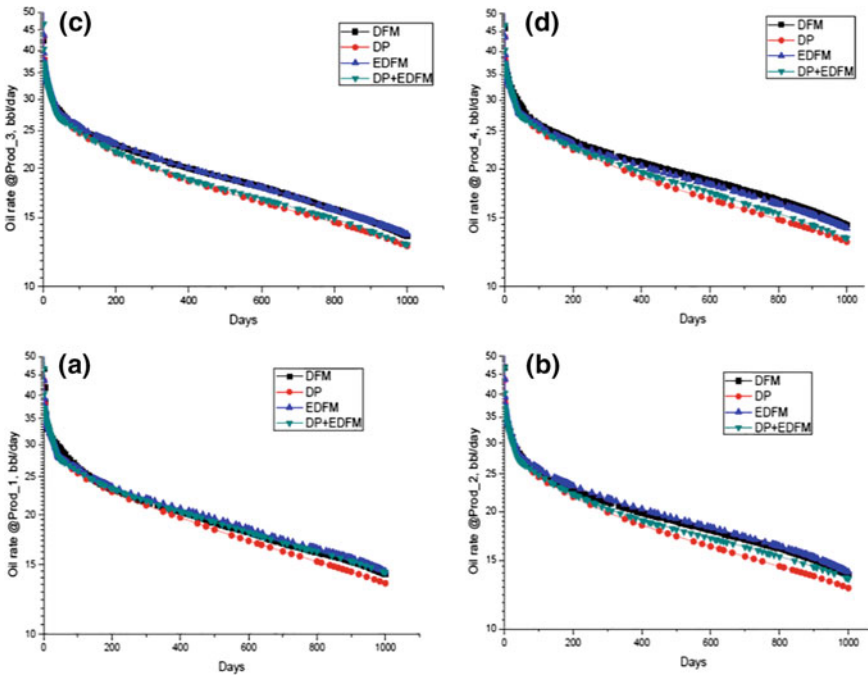 (c)
DFM
DP
EDFM
DP+EDFM
Oil rate @Prod_3, bbl/day
50
45
40
35
30
25
20
15
10
0
200
400
600
800
1000
Days
(d)
DFM
DP
EDFM
DP+EDFM
Oil rate @ Prod_4, bbl/day
50
45
40
35
30
25
20
15
10
0
200
400
600
800
1000
Days
(a)
DFM
DP
EDFM
DP+EDFM
Oil rate @Prod_1, bbl/day
50
45
40
35
30
25
20
15
10
0
200
400
600
800
1000
Days
(b)
DFM
DP
EDFM
DP+EDFM
Oil rate @Prod_2, bbl/day
50
45
40
35
30
25
20
15
10
0
200
400
600
800
1000
Days